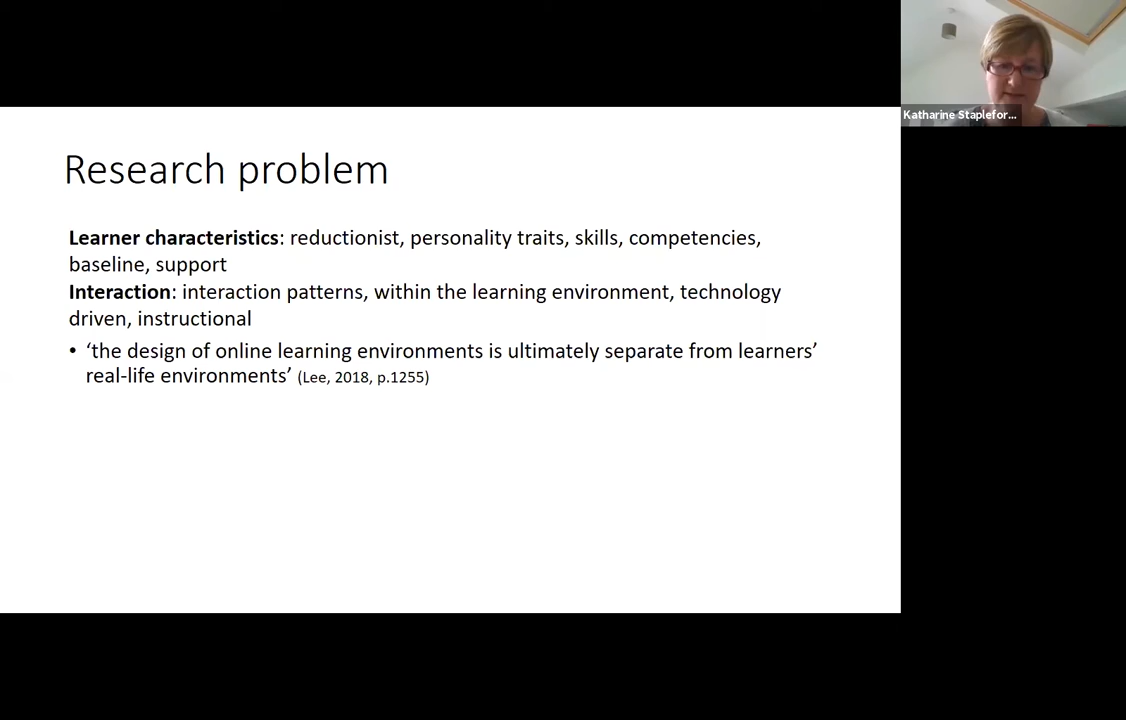 Research problem
Learner characteristics: reductionist, personality traits, skills, competencies,
baseline, support
Interaction: interaction patterns, within the learning environment, technology
driven, instructional
• ‘the design of online learning environments is ultimately separate from learners’
real-life environments’ (Lee, 2018, p.1255)
Katharine Staplefor...